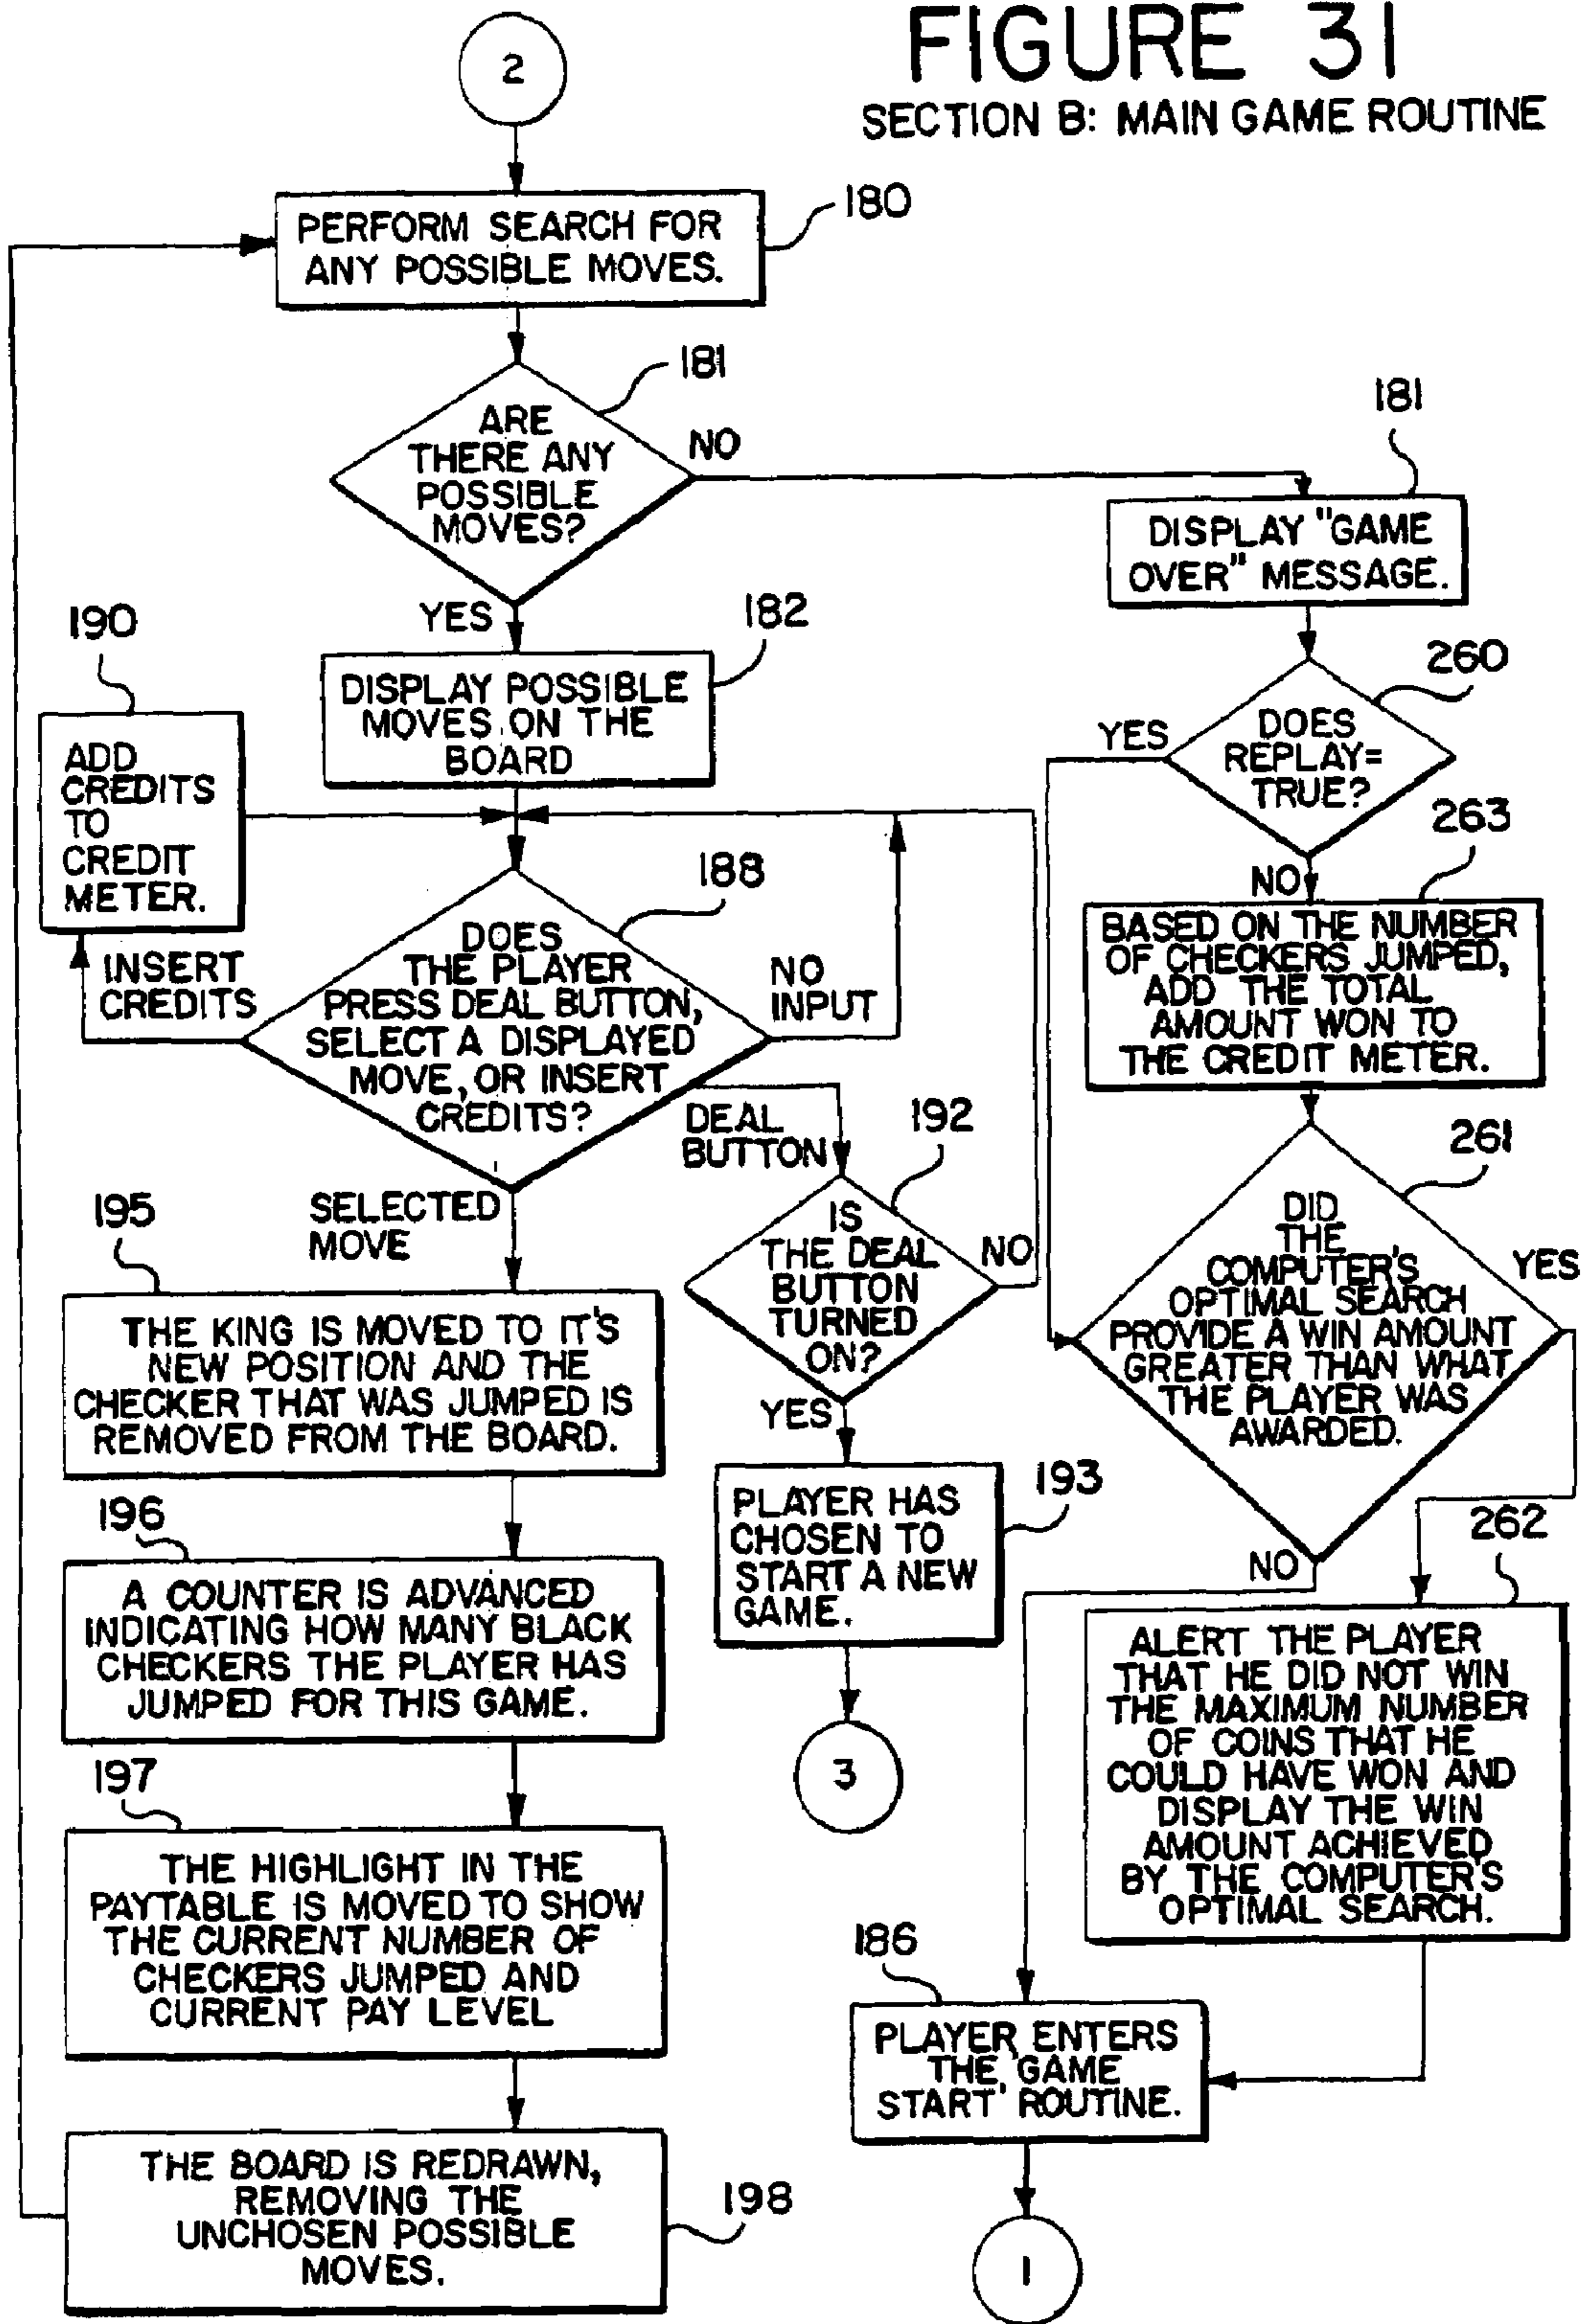 FIGURE 31
SECTION B: MAIN GAME ROUTINE
2
PERFORM SEARCH FOR
ANY POSSIBLE MOVES.
180
ARE
THERE ANY
POSSIBLE
MOVES?
181
NO
YES
181
DISPLAY "GAME
OVER" MESSAGE.
182
DISPLAY POSSIBLE
MOVES ON THE
BOARD
190
ADD
CREDITS
TO
CREDIT
METER.
INSERT
CREDITS
188
DOES
THE PLAYER
PRESS DEAL BUTTON,
SELECT A DISPLAYED
MOVE, OR INSERT
CREDITS?
NO
INPUT
DEAL
BUTTON
SELECTED
MOVE
192
IS
THE DEAL
BUTTON
TURNED
ON?
NO
YES
193
PLAYER HAS
CHOSEN TO
START A NEW
GAME.
3
195
THE KING IS MOVED TO IT'S
NEW POSITION AND THE
CHECKER THAT WAS JUMPED IS
REMOVED FROM THE BOARD.
196
A COUNTER IS ADVANCED
INDICATING HOW MANY BLACK
CHECKERS THE PLAYER HAS
JUMPED FOR THIS GAME.
197
THE HIGHLIGHT IN THE
PAYTABLE IS MOVED TO SHOW
THE CURRENT NUMBER OF
CHECKERS JUMPED AND
CURRENT PAY LEVEL
THE BOARD IS REDRAWN,
REMOVING THE
UNCHOSEN POSSIBLE
MOVES.
198
260
DOES
REPLAY=
TRUE?
YES
NO
263
BASED ON THE NUMBER
OF CHECKERS JUMPED,
ADD THE TOTAL
AMOUNT WON TO
THE CREDIT METER.
261
DID
THE
COMPUTER'S
OPTIMAL SEARCH
PROVIDE A WIN AMOUNT
GREATER THAN WHAT
THE PLAYER WAS
AWARDED.
YES
NO
262
ALERT THE PLAYER
THAT HE DID NOT WIN
THE MAXIMUM NUMBER
OF COINS THAT HE
COULD HAVE WON AND
DISPLAY THE WIN
AMOUNT ACHIEVED
BY THE COMPUTER'S
OPTIMAL SEARCH.
186
PLAYER ENTERS
THE 'GAME
START' ROUTINE.
1